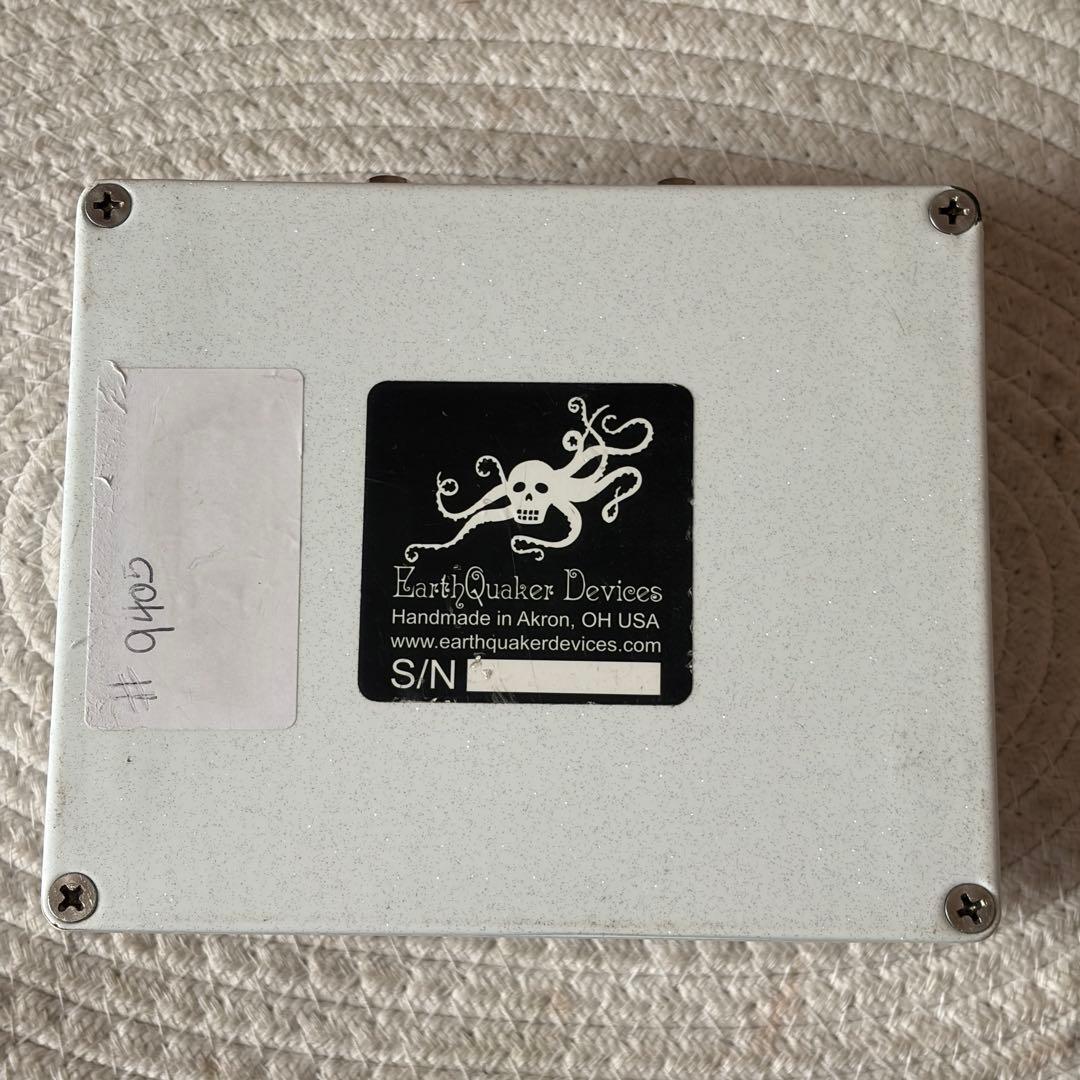 EarthQuaker Devices
Handmade in Akron, OH USA
www.earthquakerdevices.com
S/N